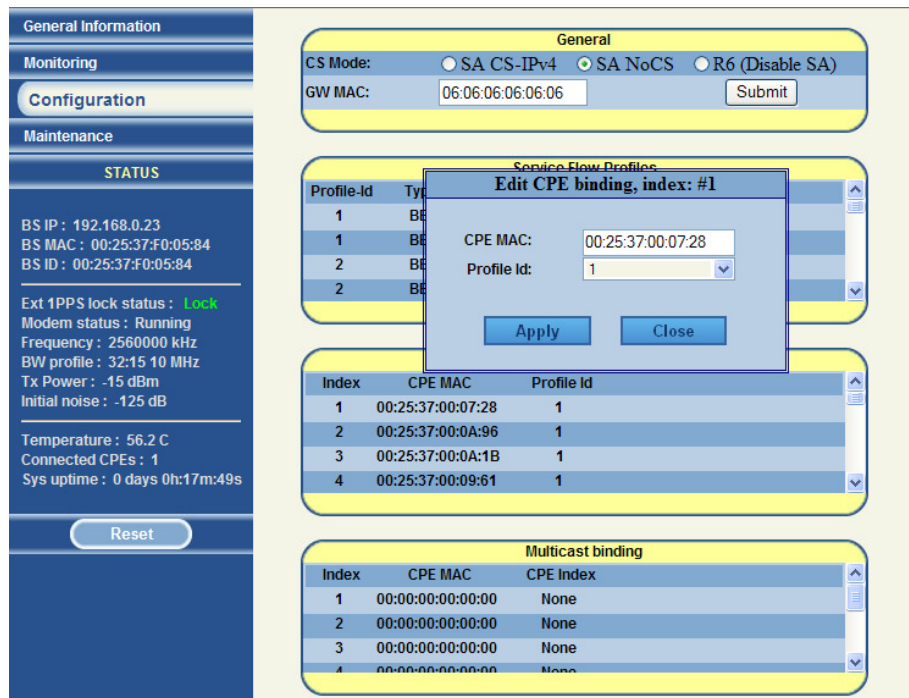 General Information
Monitoring
Configuration
Maintenance
STATUS
BS IP : 192.168.0.23
BS MAC : 00:25:37:F0:05:84
BS ID : 00:25:37:F0:05:84
Ext 1PPS lock status : Lock
Modem status : Running
Frequency : 2560000 kHz
BW profile : 32:15 10 MHz
Tx Power : -15 dBm
Initial noise : -125 dB
Temperature : 56.2 C
Connected CPEs : 1
Sys uptime : 0 days 0h:17m:49s
Reset
General
CS Mode: SA CS-IPv4 SA NoCS R6 (Disable SA)
GW MAC: 06:06:06:06:06:06 Submit
Service Flow Profiles
Profile-Id
1 BE
1 BE
2 BE
2 BE
Edit CPE binding, index: #1
CPE MAC: 00:25:37:00:07:28
Profile Id: 1
Apply Close
Index CPE MAC Profile Id
1 00:25:37:00:07:28 1
2 00:25:37:00:0A:96 1
3 00:25:37:00:0A:1B 1
4 00:25:37:00:09:61 1
Multicast binding
Index CPE MAC CPE Index
1 00:00:00:00:00:00 None
2 00:00:00:00:00:00 None
3 00:00:00:00:00:00 None
4 00:00:00:00:00:00 None